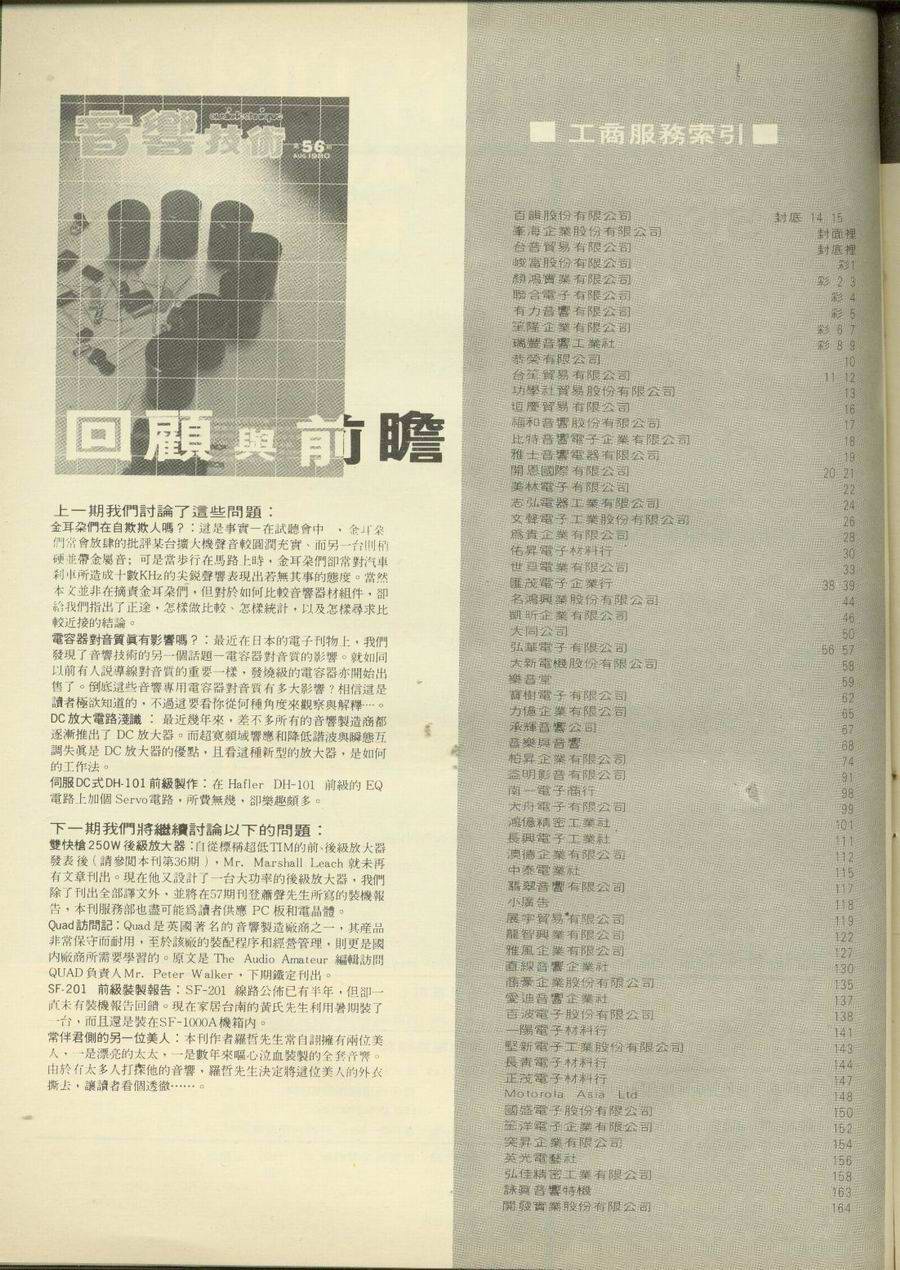 音響技術
audio technique
第56期
AUG 1980
回顧與前瞻
上一期我們討論了這些問題：
金耳朶們在自欺欺人嗎？：這是事實—在試聽會中，金耳朶
們常會放肆的批評某台擴大機聲音較圓潤充實、而另一台則稍
硬並帶金屬音；可是當步行在馬路上時，金耳朶們卻常對汽車
刹車所造成十數KHz的尖銳聲響表現出若無其事的態度。當然
本文並非在摘責金耳朶們，但對於如何比較音響器材組件，卻
給我們指出了正途，怎樣做比較、怎樣統計，以及怎樣尋求比
較近接的結論。
電容器對音質眞有影響嗎？：最近在日本的電子刊物上，我們
發現了音響技術的另一個話題—電容器對音質的影響。就如同
以前有人說導線對音質的重要一樣，發燒級的電容器亦開始出
售了。倒底這些音響專用電容器對音質有多大影響？相信這是
讀者極欲知道的，不過這要看你從何種角度來觀察與解釋…。
DC放大電路淺識：最近幾年來，差不多所有的音響製造商都
逐漸推出了 DC 放大器。而超寬頻域響應和降低諧波與瞬態互
調失眞是 DC 放大器的優點，且看這種新型的放大器，是如何
的工作法。
伺服DC式DH-101前級製作：在 Hafler DH-101 前級的 EQ
電路上加個 Servo電路，所費無幾，卻樂趣頗多。
下一期我們將繼續討論以下的問題：
雙快槍250W後級放大器：自從標稱超低TIM的前·後級放大器
發表後（請參閱本刊第36期），Mr. Marshall Leach 就未再
有文章刊出。現在他又設計了一台大功率的後級放大器，我們
除了刊出全部譯文外，並將在57期刊登蕭聲先生所寫的裝機報
告，本刊服務部也盡可能爲讀者供應 PC 板和電晶體。
Quad訪問記：Quad是英國著名的音響製造廠商之一，其產品
非常保守而耐用，至於該廠的裝配程序和經營管理，則更是國
內廠商所需要學習的。原文是 The Audio Amateur 編輯訪問
QUAD負責人Mr. Peter Walker，下期鐵定刊出。
SF-201 前級裝製報告：SF-201 線路公佈已有半年，但卻一
直未有裝機報告回饋。現在家居台南的黃氏先生利用暑期裝了
一台，而且還是裝在SF-1000A機箱內。
常伴君側的另一位美人：本刊作者羅哲先生常自詡擁有兩位美
人，一是漂亮的太太，一是數年來嘔心泣血裝製的全套音響。
由於有太多人打探他的音響，羅哲先生決定將這位美人的外衣
撕去，讓讀者看個透徹……。
■ 工商服務索引 ■
百韻股份有限公司 封底 14 15
峯海企業股份有限公司 封面裡
台音貿易有限公司 封底裡
峻富股份有限公司 彩1
顏鴻實業有限公司 彩 2 3
聯合電子有限公司 彩 4
有力音響有限公司 彩 5
笙隆企業有限公司 彩 6 7
瑞豐音響工業社 彩 8 9
恭榮有限公司 10
台笙貿易有限公司 11 12
功學社貿易股份有限公司 13
垣慶貿易有限公司 16
福和音響股份有限公司 17
比特音響電子企業有限公司 18
雅士音響電器有限公司 19
開恩國際有限公司 20 21
美林電子有限公司 22
志弘電器工業有限公司 24
文聲電子工業股份有限公司 26
爲貴企業有限公司 28
佑昇電子材料行 30
世亘電業有限公司 33
匯茂電子企業行 38 39
名鴻興業股份有限公司 44
凱昕企業有限公司 46
大同公司 50
弘葉電子有限公司 56 57
大新電機股份有限公司 58
樂音堂 59
寶樹電子有限公司 62
力億企業有限公司 65
承輝音響公司 67
音樂與音響 68
柏昇企業有限公司 74
益明影音有限公司 91
南一電子商行 98
大舟電子有限公司 99
鴻億精密工業社 101
長興電子工業社 111
澳德企業有限公司 112
中泰電業社 115
翡翠音響有限公司 117
小廣告 118
展宇貿易有限公司 119
龍智興業有限公司 122
雅風企業有限公司 127
直線音響企業社 130
商豪企業股份有限公司 135
愛迪音響企業社 137
百波電子股份有限公司 138
一陽電子材料行 141
堅新電子工業股份有限公司 143
長青電子材料行 144
正茂電子材料行 147
Motorola Asia Ltd 148
國盛電子股份有限公司 150
笙洋電子企業有限公司 152
突昇企業有限公司 154
英光電藝社 156
弘佳精密工業有限公司 158
詠眞音響特機 163
開發實業股份有限公司 164